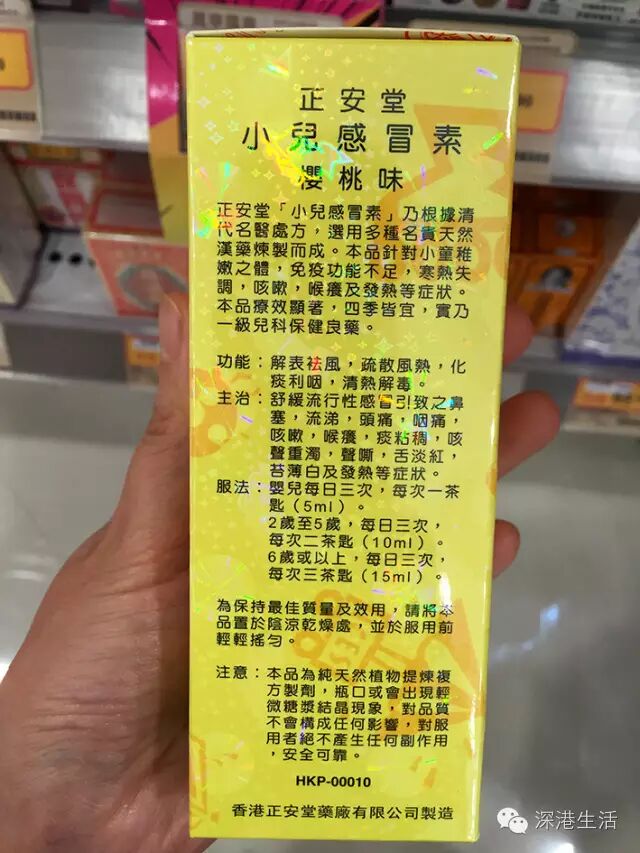 正安堂
小兒感冒素
櫻桃味
正安堂「小兒感冒素」乃根據清
代名醫處方，選用多種名貴天然
漢藥煉製而成。本品針對小童稚
嫩之體，免疫功能不足，寒熱失
調，咳嗽，喉癢及發熱等症狀。
本品療效顯著，四季皆宜，實乃
一級兒科保健良藥。
功能：解表袪風，疏散風熱，化
痰利咽，清熱解毒。
主治：舒緩流行性感冒引致之鼻
塞，流涕，頭痛，咽痛，
咳嗽，喉癢，痰粘稠，咳
聲重濁，聲嘶，舌淡紅，
苔薄白及發熱等症狀。
服法：嬰兒每日三次，每次一茶
匙（5ml）。
2歲至5歲，每日三次，
每次二茶匙（10ml）。
6歲或以上，每日三次，
每次三茶匙（15ml）。
為保持最佳質量及效用，請將本
品置於陰涼乾燥處，並於服用前
輕輕搖勻。
注意：本品為純天然植物提煉複
方製劑，瓶口或會出現輕
微糖漿結晶現象，對品質
不會構成任何影響，對服
用者絕不產生任何副作用
，安全可靠。
HKP-00010
香港正安堂藥廠有限公司製造
深港生活